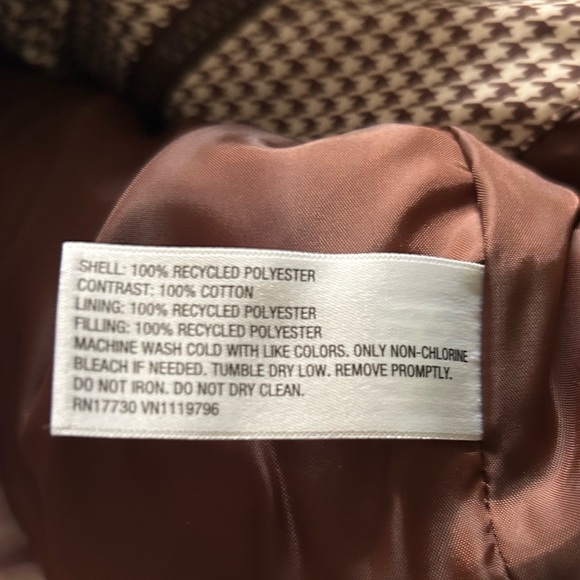 SHELL: 100% RECYCLED POLYESTER
CONTRAST: 100% COTTON
LINING: 100% RECYCLED POLYESTER
FILLING: 100% RECYCLED POLYESTER
MACHINE WASH COLD WITH LIKE COLORS. ONLY NON-CHLORINE
BLEACH IF NEEDED. TUMBLE DRY LOW. REMOVE PROMPTLY.
DO NOT IRON. DO NOT DRY CLEAN.
RN17730 VN1119796